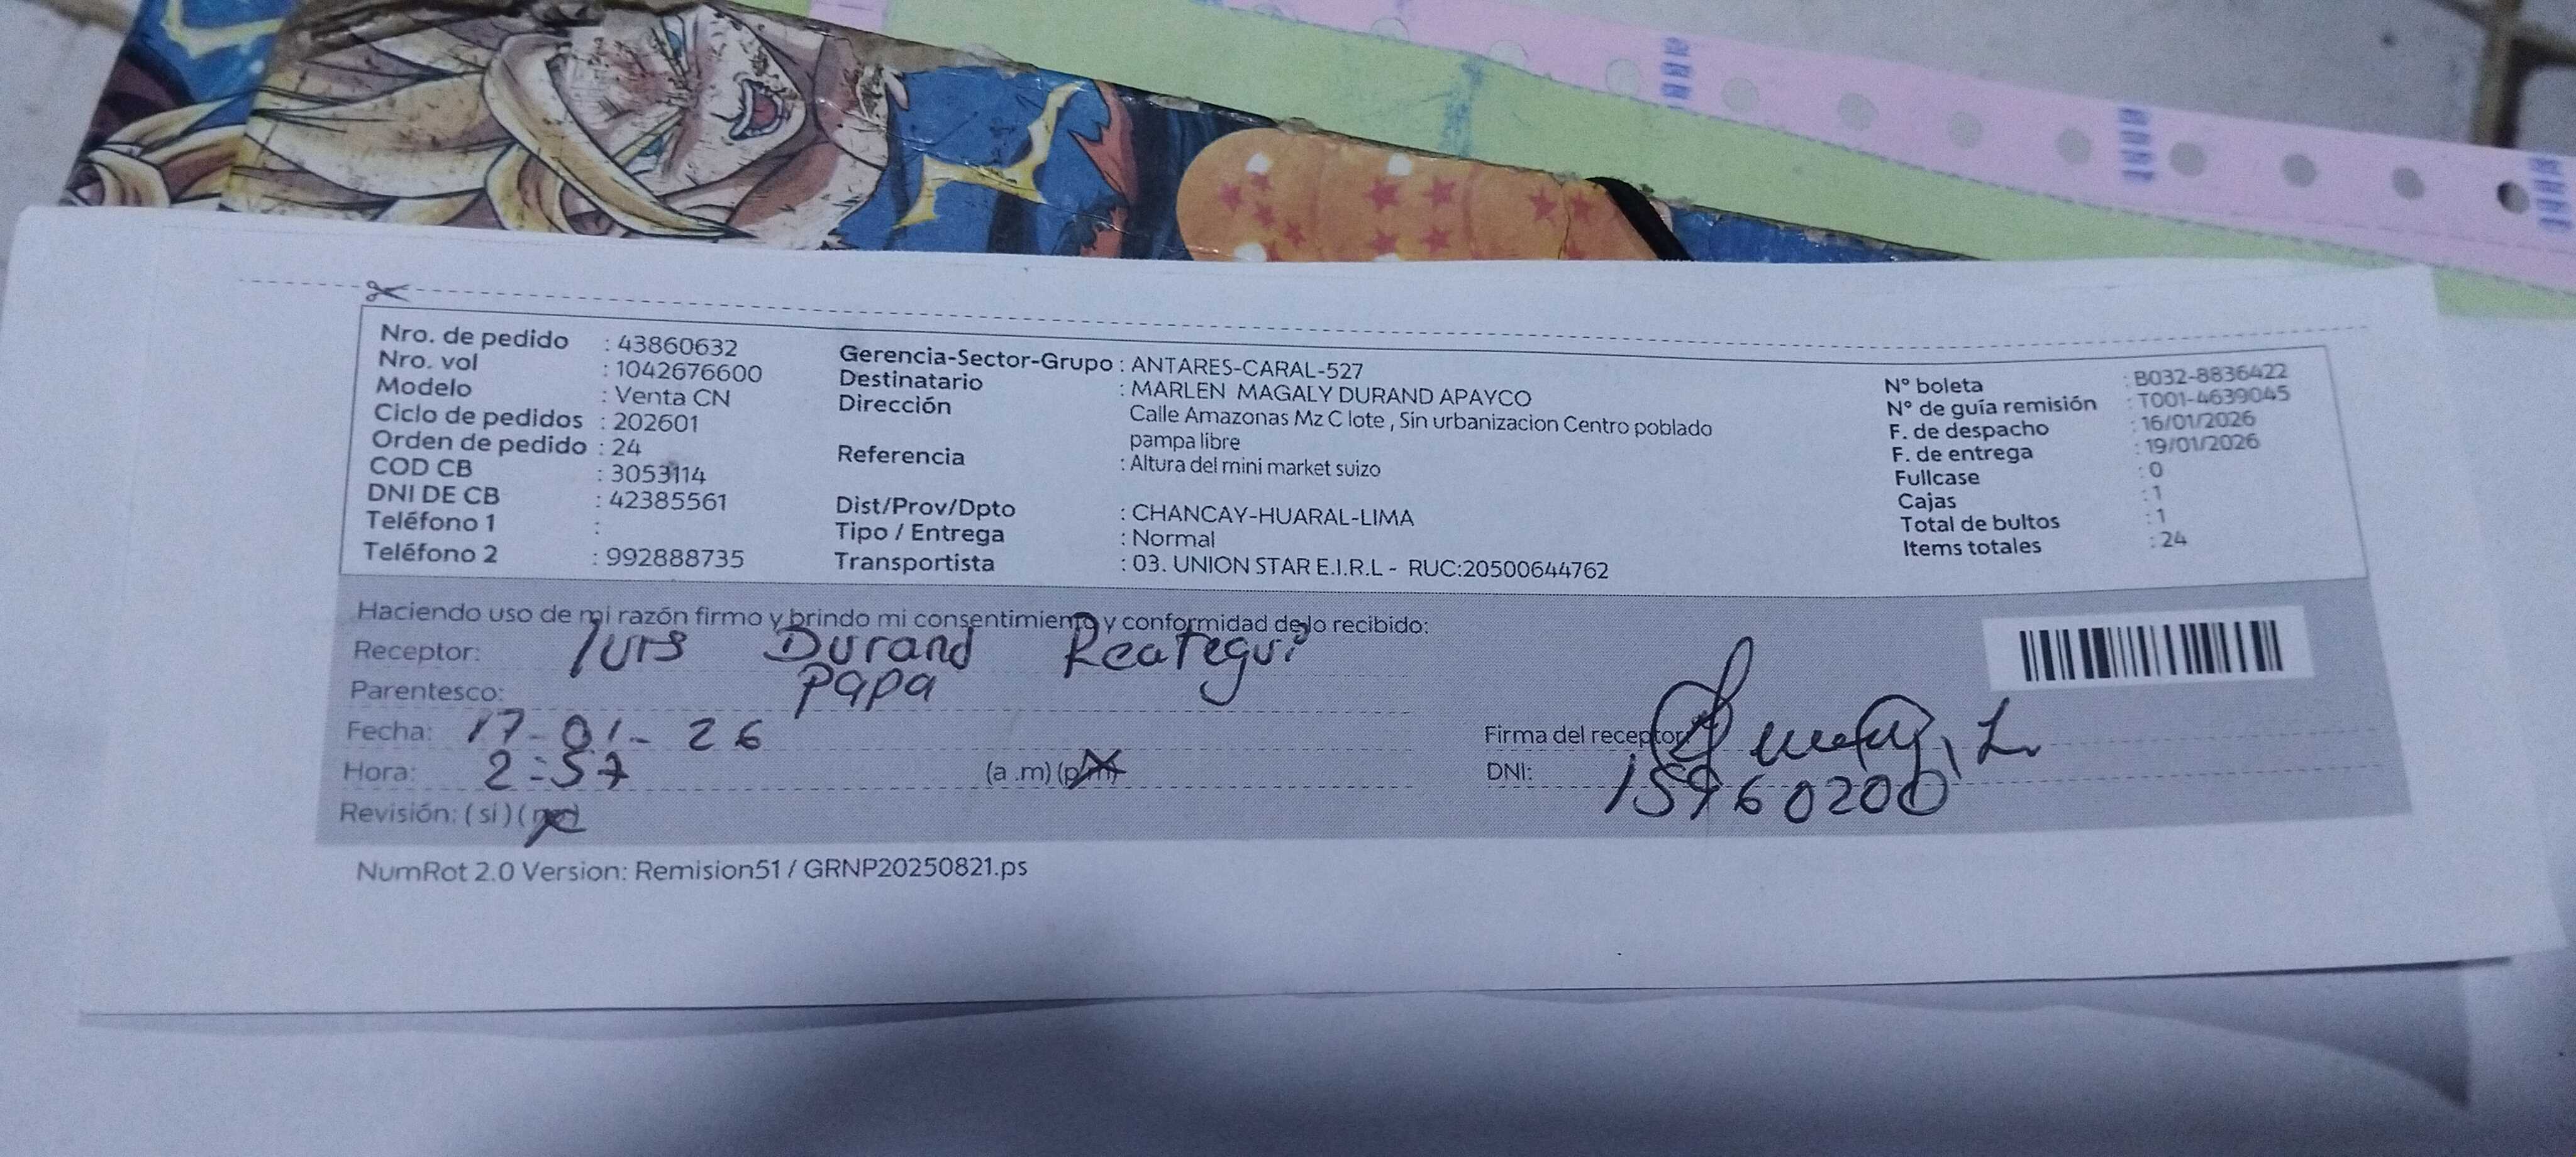 Nro. de pedido : 43860632
Nro. vol : 1042676600
Modelo : Venta CN
Ciclo de pedidos : 202601
Orden de pedido : 24
COD CB : 3053114
DNI DE CB : 42385561
Teléfono 1 :
Teléfono 2 : 992888735
Gerencia-Sector-Grupo : ANTARES-CARAL-527
Destinatario : MARLEN MAGALY DURAND APAYCO
Dirección Calle Amazonas Mz C lote , Sin urbanizacion Centro poblado
pampa libre
Referencia : Altura del mini market suizo
Dist/Prov/Dpto : CHANCAY-HUARAL-LIMA
Tipo / Entrega : Normal
Transportista : 03. UNION STAR E.I.R.L - RUC:20500644762
N° boleta : B032-8836422
N° de guía remisión : T001-4639045
F. de despacho : 16/01/2026
F. de entrega : 19/01/2026
Fullcase : 0
Cajas : 1
Total de bultos : 1
Items totales : 24
Haciendo uso de mi razón firmo y brindo mi consentimiento y conformidad de lo recibido:
Receptor: luis Durand Reategui
Parentesco: papa
Fecha: 17-01-26
Hora: 2:57 (a .m) (p.m)
Revisión: ( si ) ( no )
Firma del receptor
DNI: 15960200
NumRot 2.0 Version: Remision51 / GRNP20250821.ps